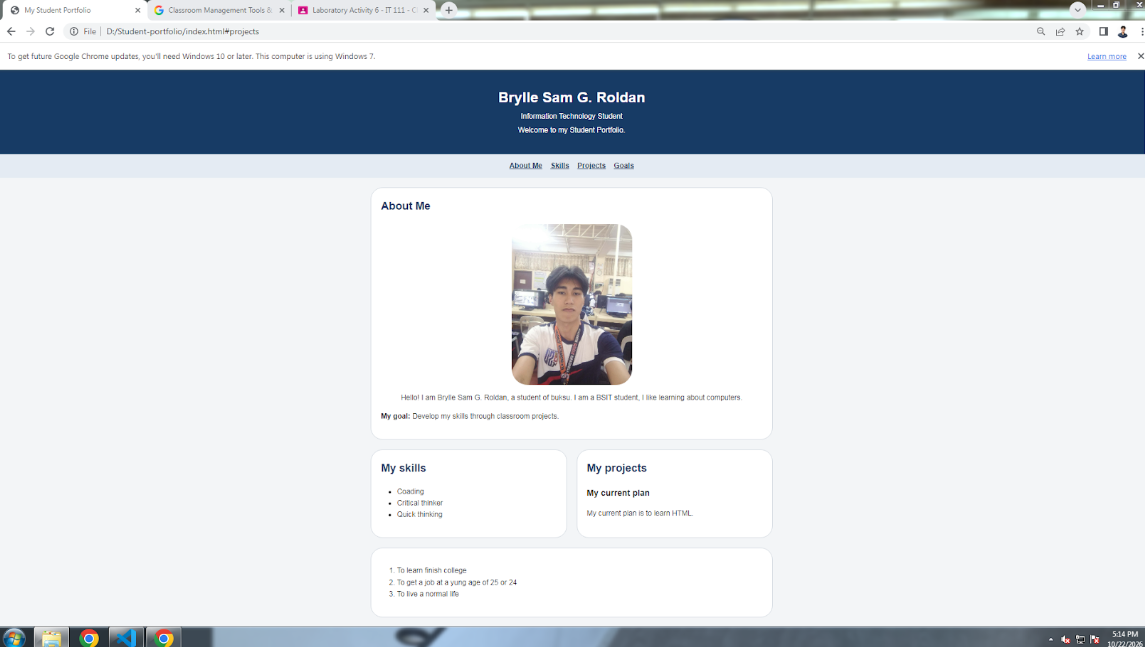 My Student Portfolio
Classroom Management Tools &
Laboratory Activity 6 - IT 111 - C
File
D:/Student-portfolio/index.html#projects
To get future Google Chrome updates, you'll need Windows 10 or later. This computer is using Windows 7.
Learn more
Brylle Sam G. Roldan
Information Technology Student
Welcome to my Student Portfolio.
About Me Skills Projects Goals
About Me
Hello! I am Brylle Sam G. Roldan, a student of buksu. I am a BSIT student, I like learning about computers.
My goal: Develop my skills through classroom projects.
My skills
Coading
Critical thinker
Quick thinking
My projects
My current plan
My current plan is to learn HTML.
1. To learn finish college
2. To get a job at a yung age of 25 or 24
3. To live a normal life
5:14 PM
10/22/2026